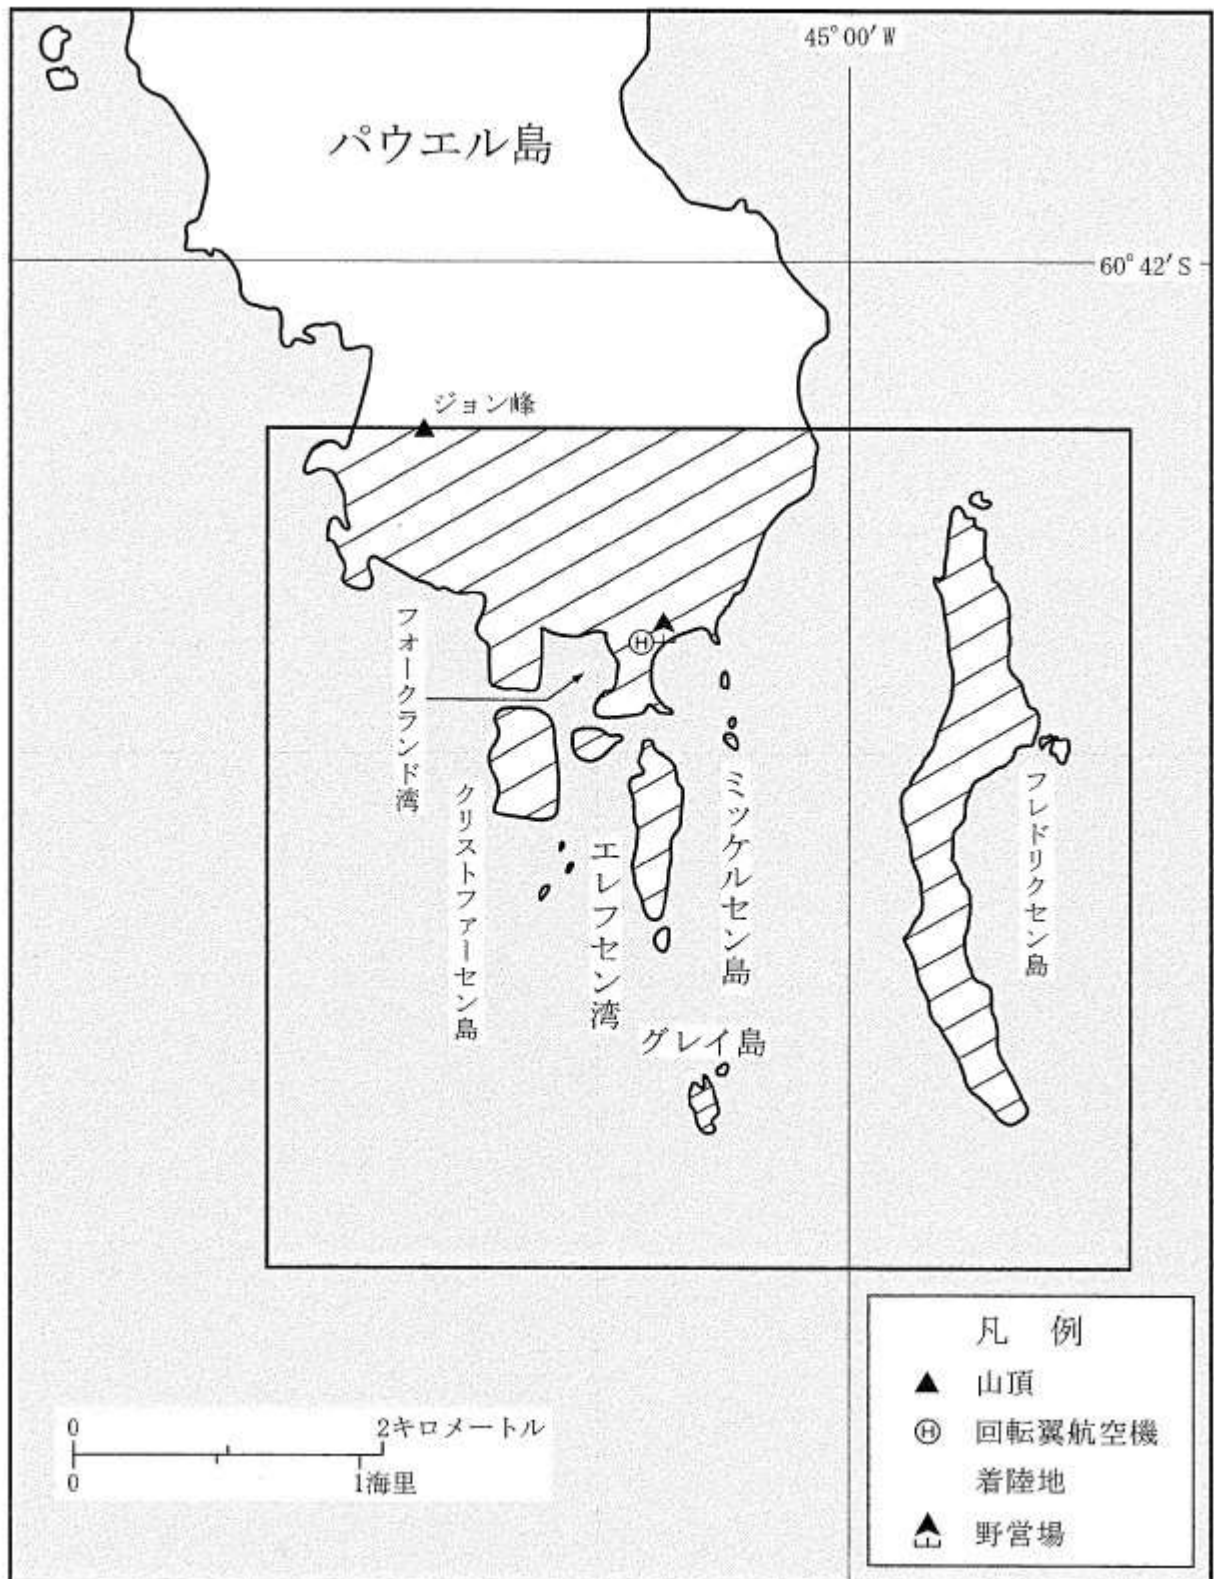 45°00′W
パウエル島
60°42′S
ジョン峰
H
フォークランド湾
クリストファーセン島
エレフセン湾
ミッケルセン島
フレドリクセン島
グレイ島
凡 例
山頂
H 回転翼航空機
着陸地
野営場
0 2キロメートル
0 1海里